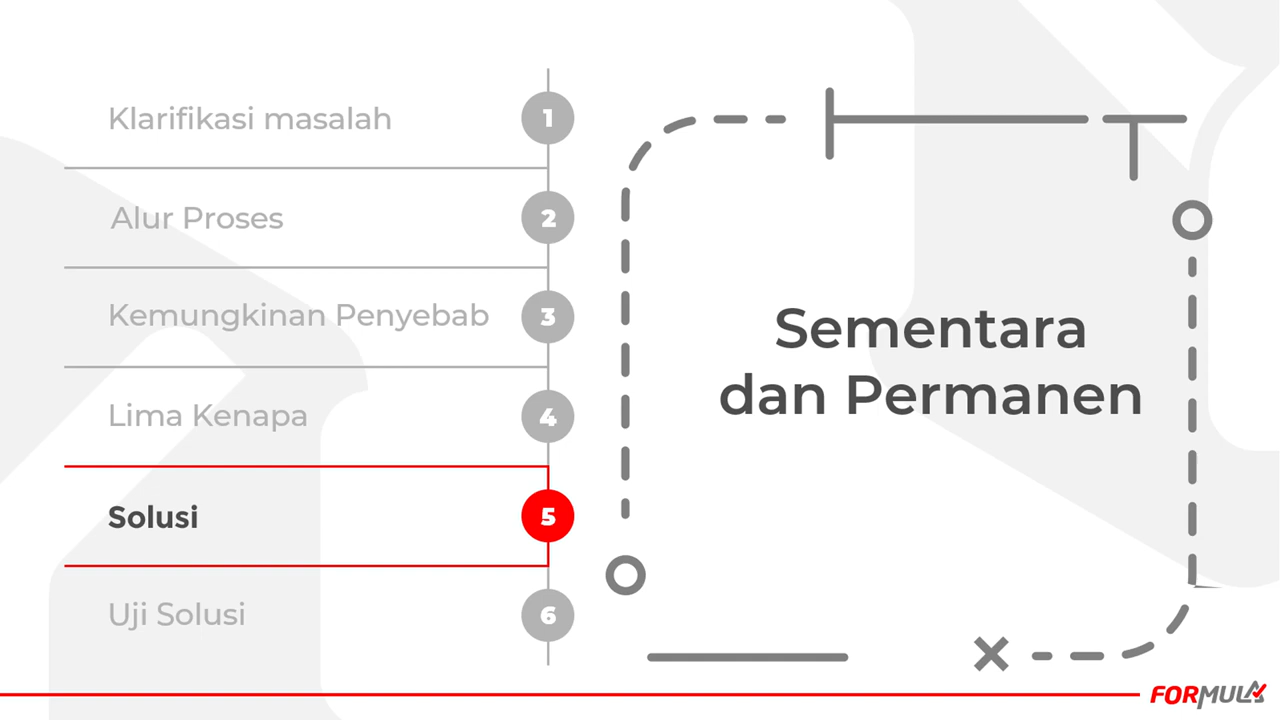 Klarifikasi masalah
1
Alur Proses
2
Kemungkinan Penyebab
3
Lima Kenapa
4
Solusi
5
Uji Solusi
6
Sementara
dan Permanen
FORMULA